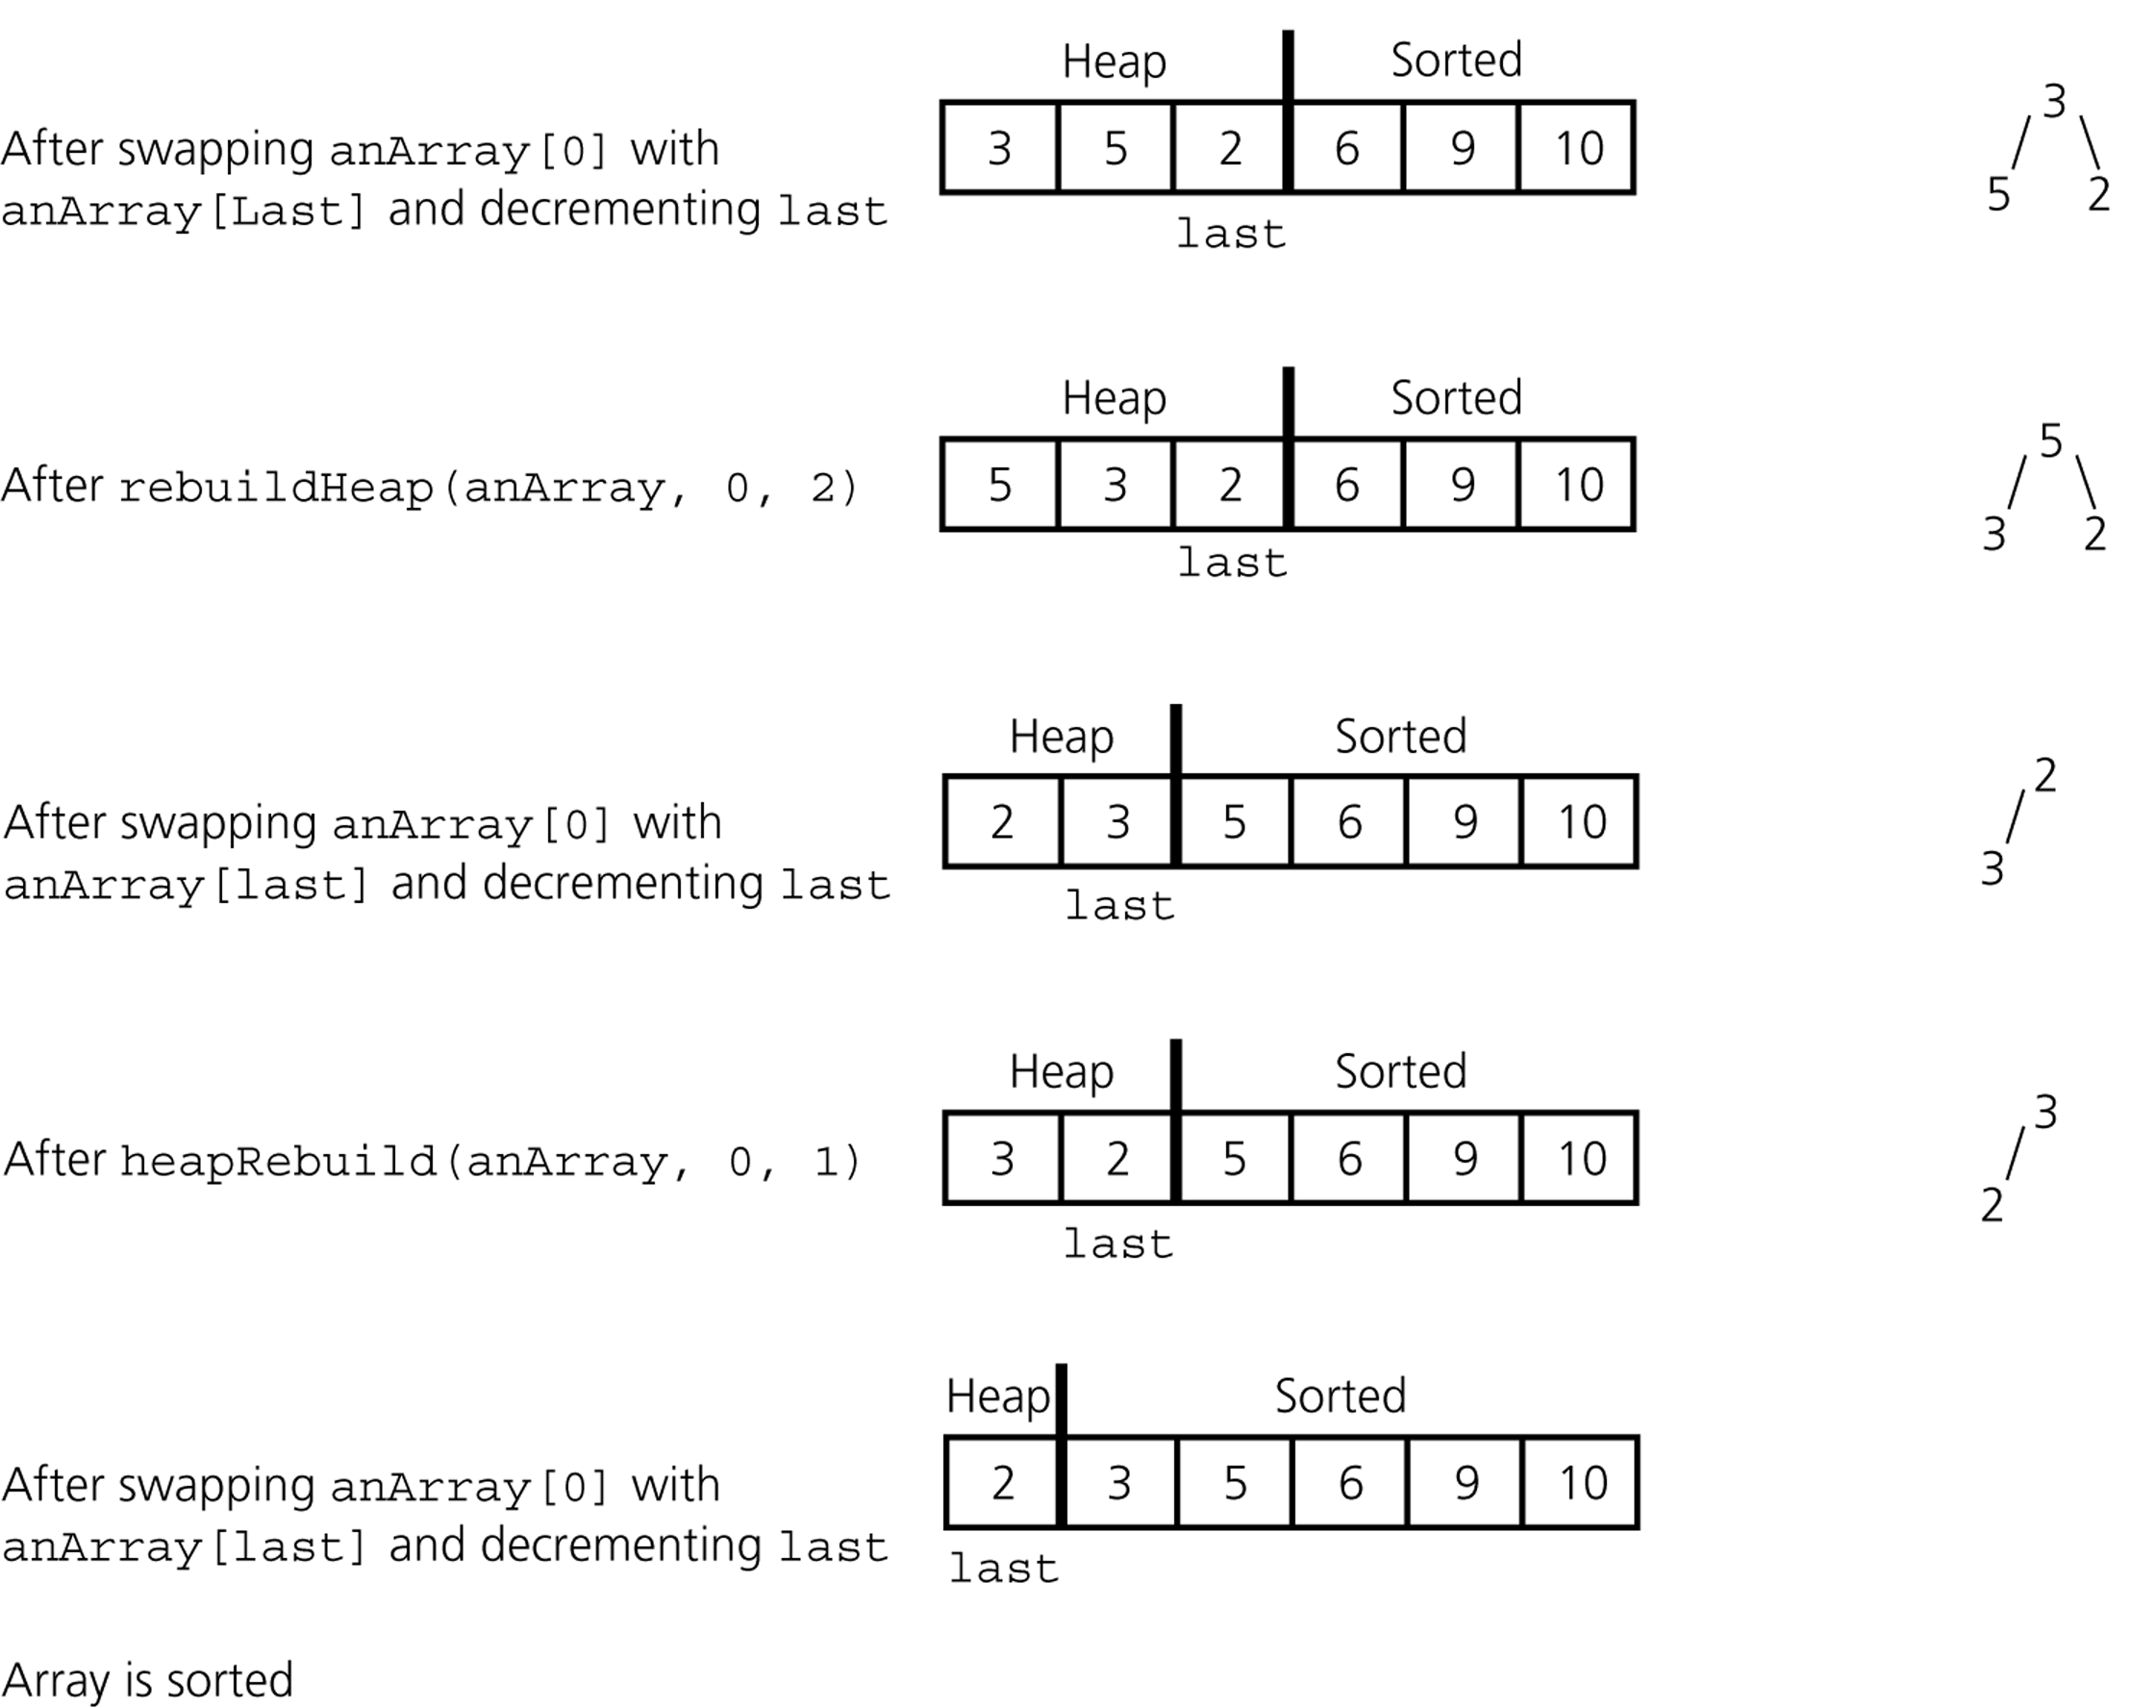 Heap Sorted
After swapping anArray[0] with
anArray[Last] and decrementing last
3 5 2 6 9 10
last
3
5 2
Heap Sorted
After rebuildHeap(anArray, 0, 2)
5 3 2 6 9 10
last
5
3 2
Heap Sorted
After swapping anArray[0] with
anArray[last] and decrementing last
2 3 5 6 9 10
last
2
3
Heap Sorted
After heapRebuild(anArray, 0, 1)
3 2 5 6 9 10
last
3
2
Heap Sorted
After swapping anArray[0] with
anArray[last] and decrementing last
2 3 5 6 9 10
last
Array is sorted